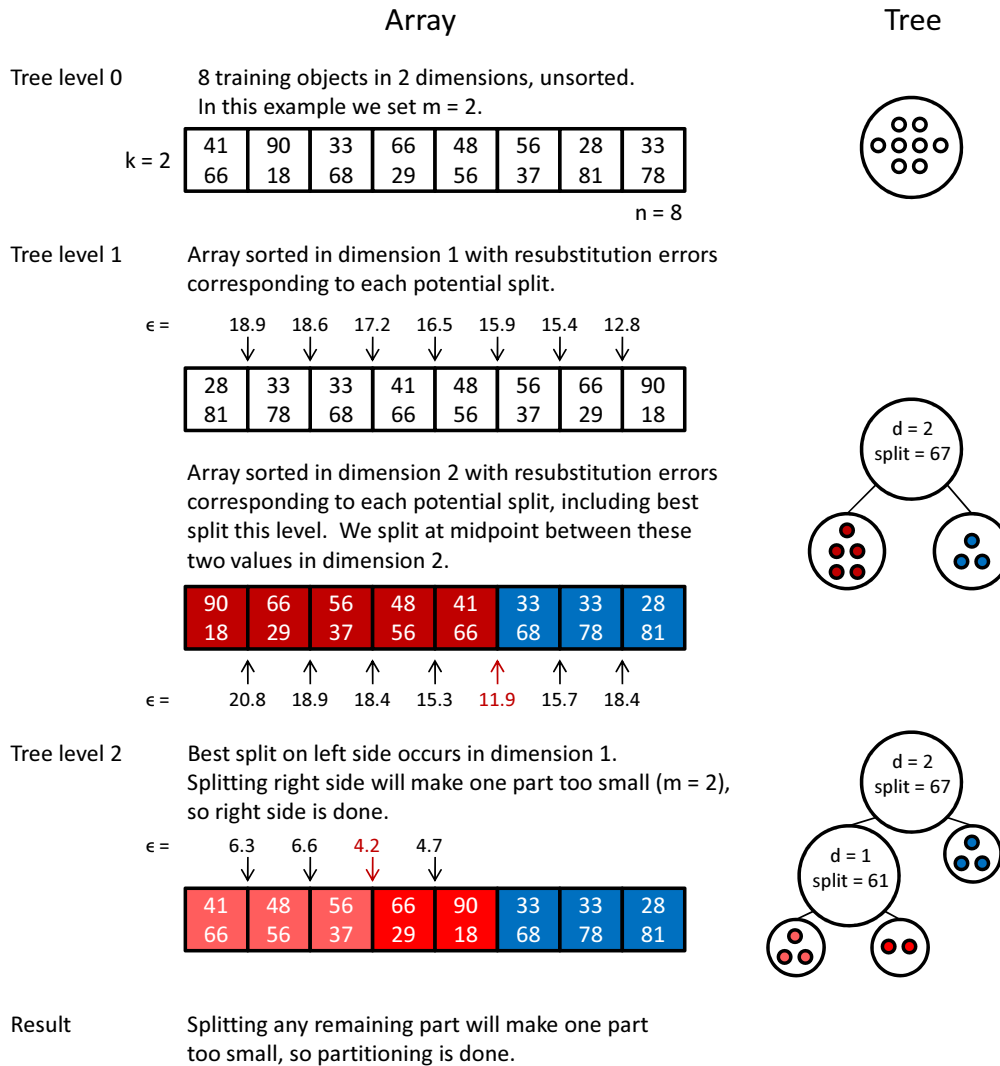 Array
Tree
Tree level 0
8 training objects in 2 dimensions, unsorted.
In this example we set m = 2.
k = 2
41 90 33 66 48 56 28 33
66 18 68 29 56 37 81 78
n = 8
Tree level 1
Array sorted in dimension 1 with resubstitution errors
corresponding to each potential split.
ϵ = 18.9 18.6 17.2 16.5 15.9 15.4 12.8
28 33 33 41 48 56 66 90
81 78 68 66 56 37 29 18
d = 2
split = 67
Array sorted in dimension 2 with resubstitution errors
corresponding to each potential split, including best
split this level. We split at midpoint between these
two values in dimension 2.
90 66 56 48 41 33 33 28
18 29 37 56 66 68 78 81
ϵ = 20.8 18.9 18.4 15.3 11.9 15.7 18.4
Tree level 2
Best split on left side occurs in dimension 1.
Splitting right side will make one part too small (m = 2),
so right side is done.
d = 2
split = 67
ϵ = 6.3 6.6 4.2 4.7
d = 1
split = 61
41 48 56 66 90 33 33 28
66 56 37 29 18 68 78 81
Result
Splitting any remaining part will make one part
too small, so partitioning is done.